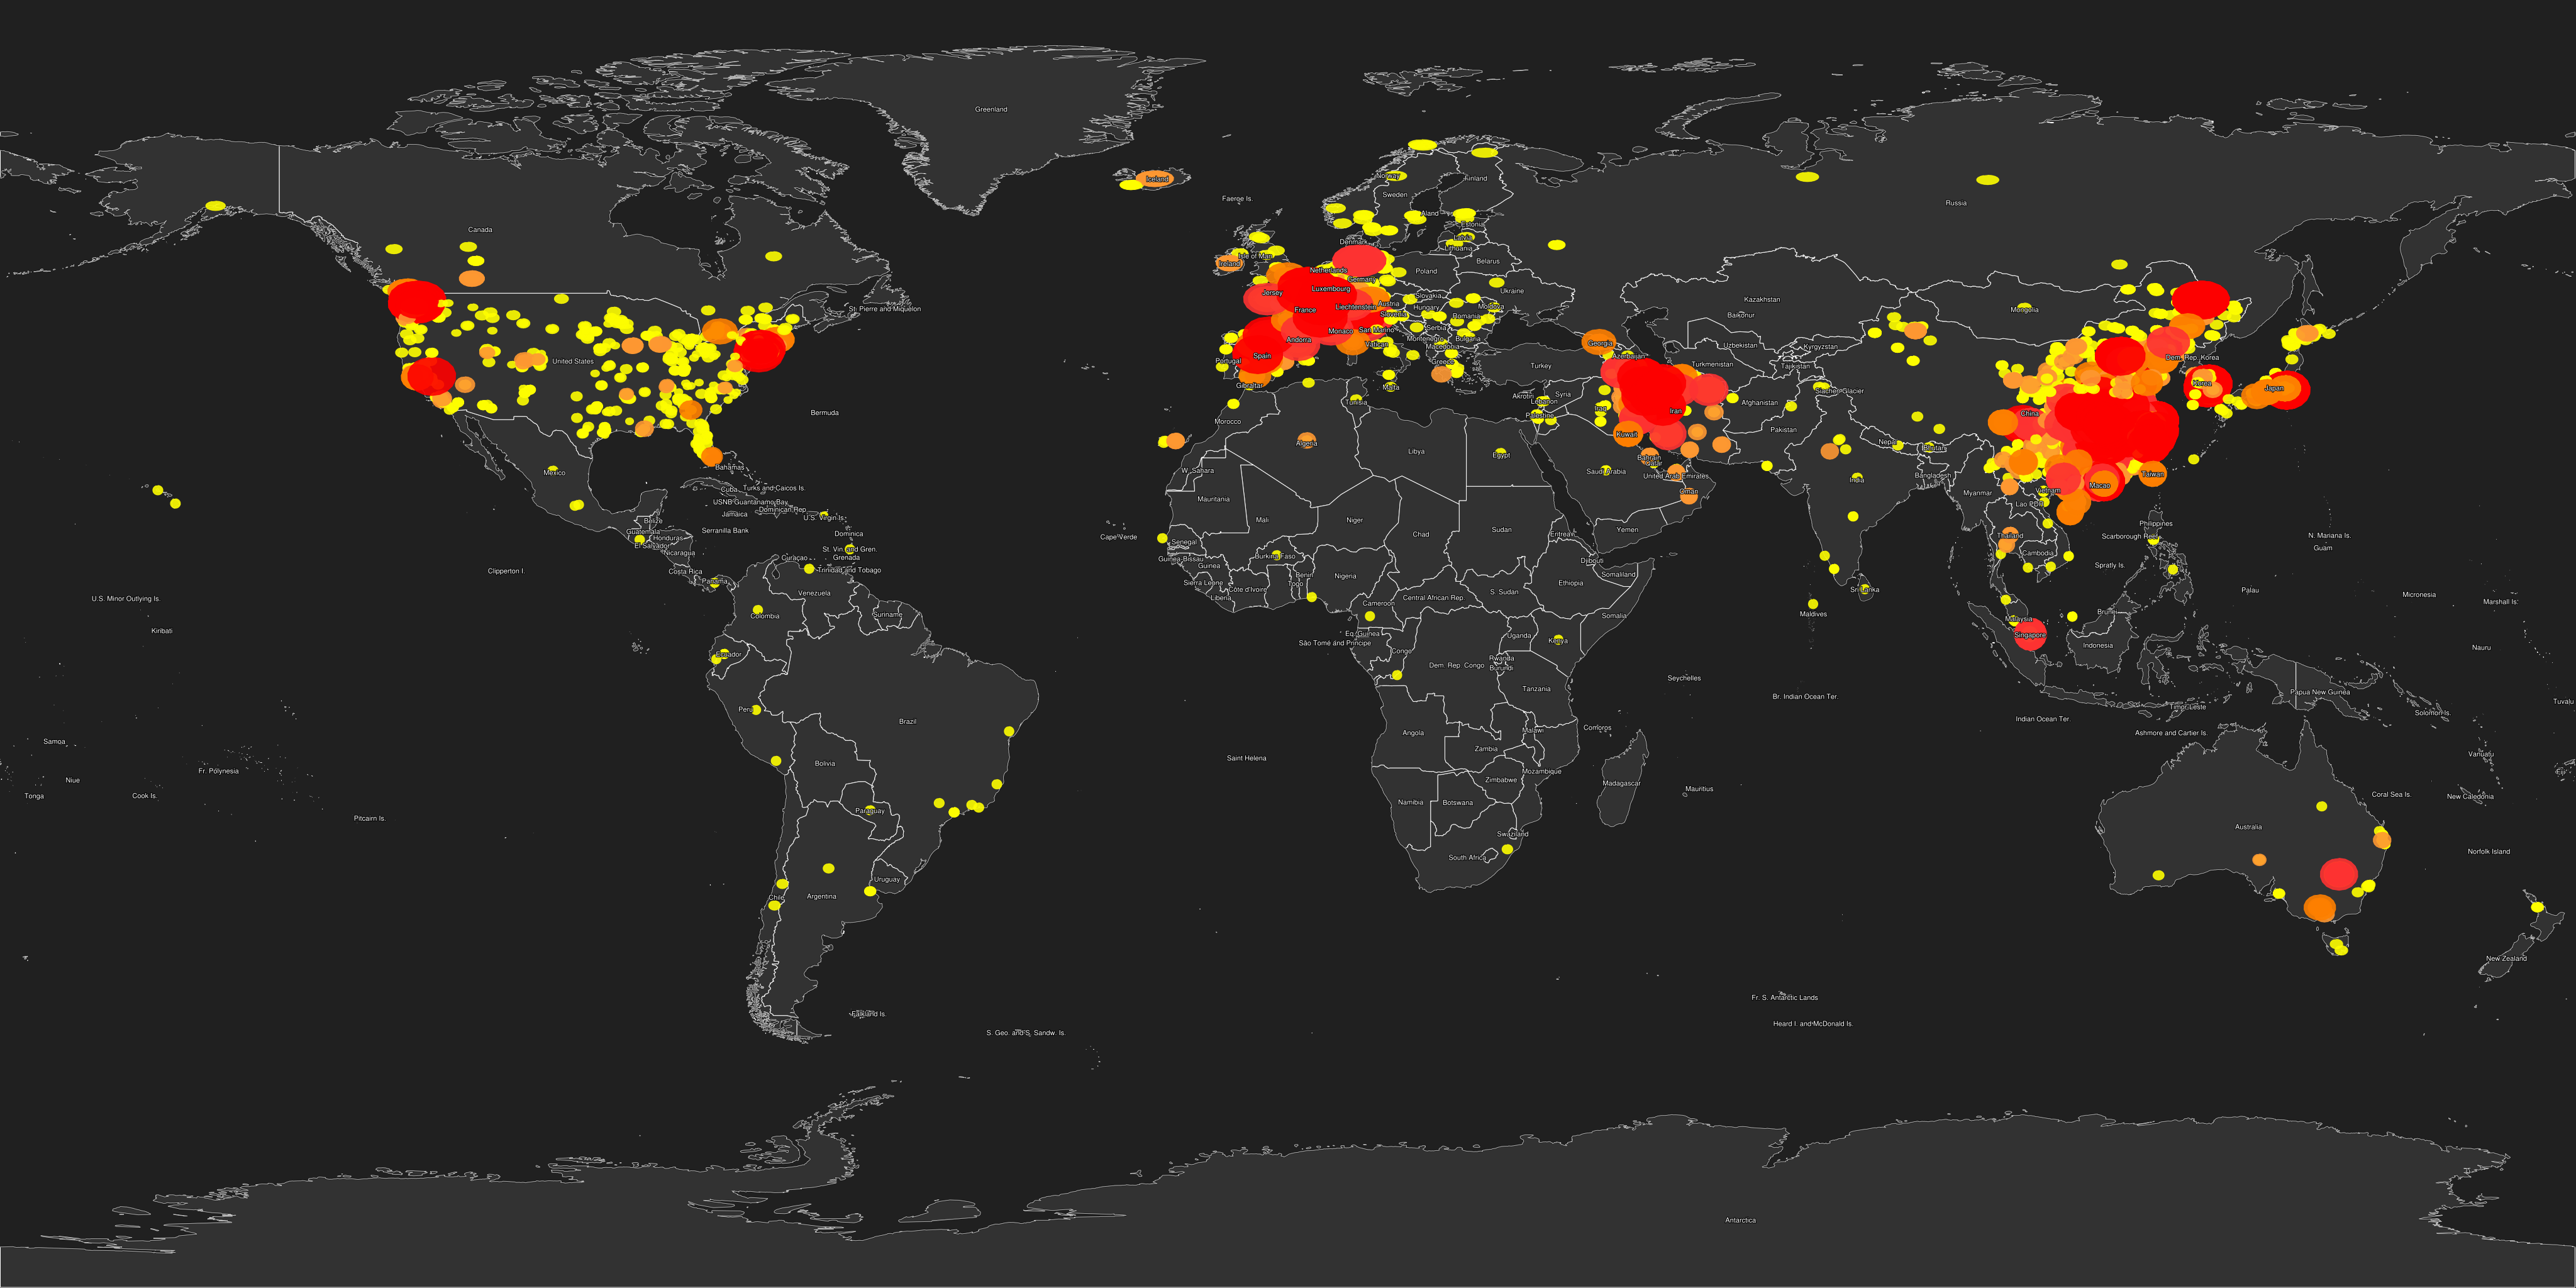 Greenland
Iceland
Faerge Is.
Norway
Sweden
Finland
Aland
Estonia
Latvia
Lithuania
Denmark
Russia
Canada
Isle of Man
Ireland
Netherlands
Germany
Poland
Belarus
Jersey
Luxembourg
Ukraine
Kazakhstan
Baikonur
St. Pierre and Miquelon
France
Liechtenstein
Austria
Slovakia
Hungary
Moldova
Slovenia
Romania
Mongolia
Monaco
San Marino
Serbia
Andorra
Vatican
Montenegro
Bulgaria
Macedonia
Georgia
Uzbekistan
Kyrgyzstan
United States
Portugal
Spain
Greece
Turkey
Azerbaijan
Turkmenistan
Tajikistan
Dem. Rep. Korea
Korea
Japan
Gibraltar
Malta
Tunisia
Akrotiri
Syria
Lebanon
Palestine
Iraq
Iran
Afghanistan
Siachen Glacier
China
Bermuda
Morocco
Algeria
Libya
Egypt
Kuwait
Pakistan
Nepal
Bhutan
Bahrain
Qatar
Saudi Arabia
United Arab Emirates
Oman
India
Bangladesh
Myanmar
Taiwan
Macao
Vietnam
Lao PDR
Mexico
Bahamas
Cuba
Turks and Caicos Is.
USNB Guantanamo Bay
Dominican Rep.
Jamaica
U.S. Virgin Is.
Belize
Guatemala
Honduras
El Salvador
Nicaragua
Serranilla Bank
Dominica
St. Vin. and Gren.
Grenada
Curaçao
Trinidad and Tobago
Costa Rica
Panama
Clipperton I.
W. Sahara
Mauritania
Mali
Niger
Chad
Sudan
Eritrea
Yemen
Cape Verde
Senegal
Guinea-Bissau
Guinea
Sierra Leone
Liberia
Côte d'Ivoire
Burkina Faso
Togo
Benin
Nigeria
Cameroon
Central African Rep.
S. Sudan
Ethiopia
Djibouti
Somaliland
Somalia
Thailand
Cambodia
Philippines
Scarborough Reef
Spratly Is.
N. Mariana Is.
Guam
Palau
Micronesia
Marshall Is.
U.S. Minor Outlying Is.
Kiribati
Venezuela
Colombia
Suriname
Ecuador
Peru
Brazil
Bolivia
Paraguay
Uruguay
Argentina
Chile
Eq. Guinea
São Tomé and Principe
Congo
Dem. Rep. Congo
Uganda
Kenya
Rwanda
Burundi
Tanzania
Sri Lanka
Maldives
Malaysia
Singapore
Brunei
Indonesia
Nauru
Seychelles
Br. Indian Ocean Ter.
Indian Ocean Ter.
Timor-Leste
Papua New Guinea
Solomon Is.
Tuvalu
Ashmore and Cartier Is.
Angola
Zambia
Malawi
Comoros
Saint Helena
Mozambique
Zimbabwe
Madagascar
Mauritius
Namibia
Botswana
Swaziland
South Africa
Samoa
Niue
Tonga
Cook Is.
Fr. Polynesia
Pitcairn Is.
Vanuatu
Fiji
Coral Sea Is.
New Caledonia
Australia
Norfolk Island
New Zealand
Falkland Is.
S. Geo. and S. Sandw. Is.
Fr. S. Antarctic Lands
Heard I. and McDonald Is.
Antarctica